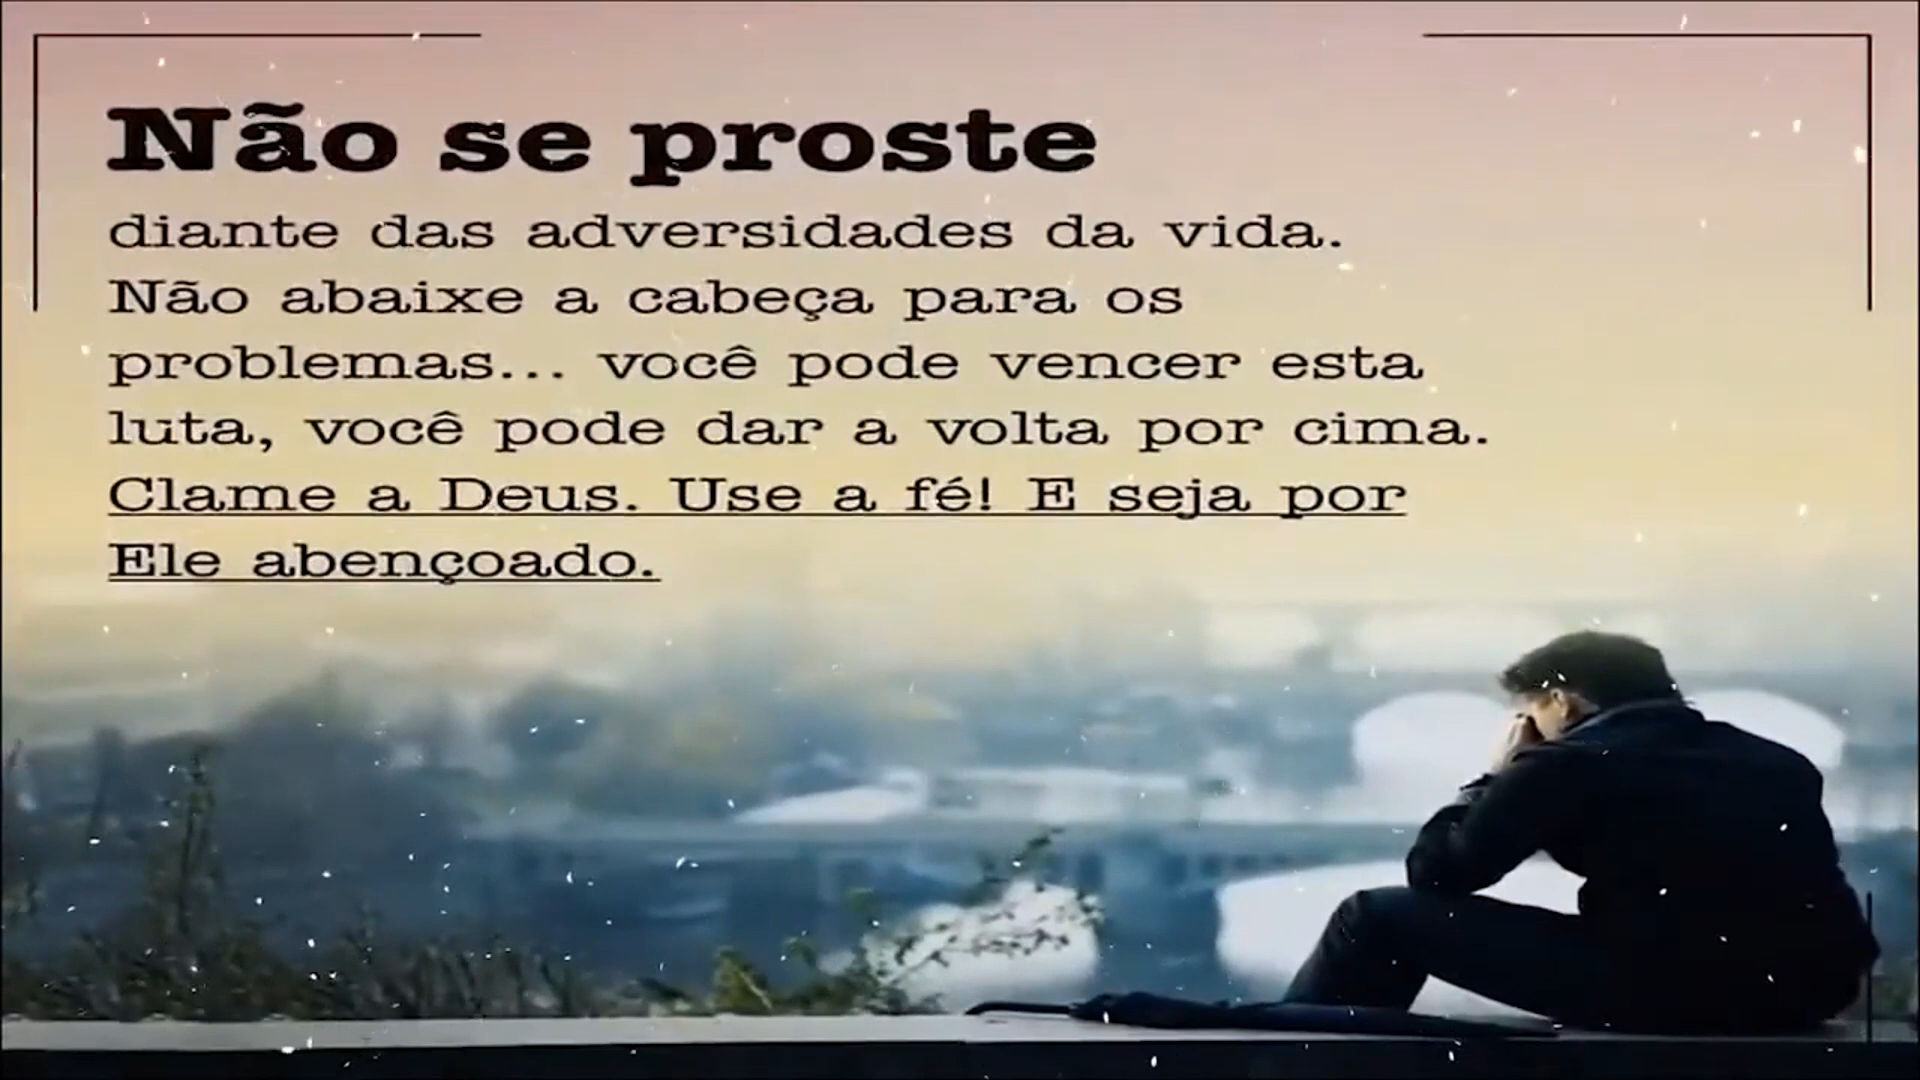 Não se proste
diante das adversidades da vida.
Não abaixe a cabeça para os
problemas... você pode vencer esta
luta, você pode dar a volta por cima.
Clame a Deus. Use a fé! E seja por
Ele abençoado.